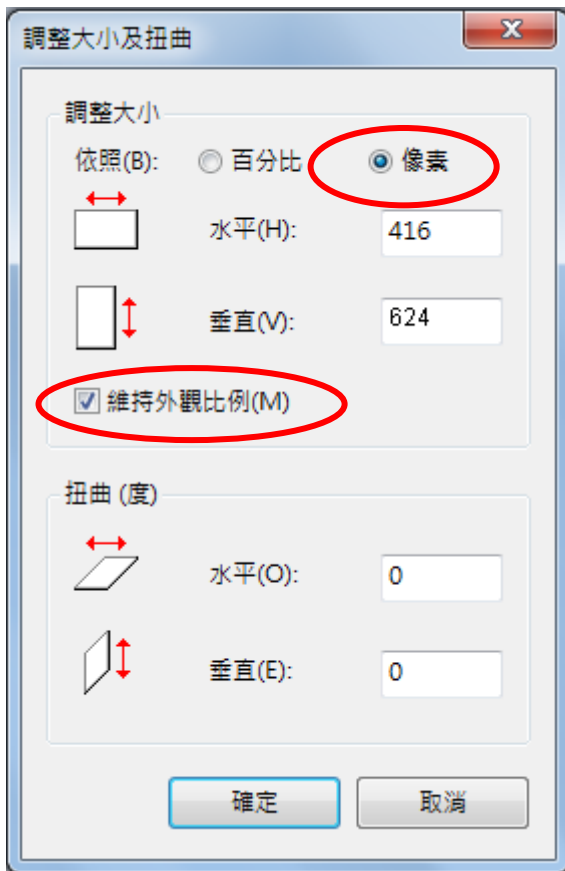 調整大小及扭曲
調整大小
依照(B): 百分比 像素
水平(H): 416
垂直(V): 624
維持外觀比例(M)
扭曲 (度)
水平(O): 0
垂直(E): 0
確定 取消